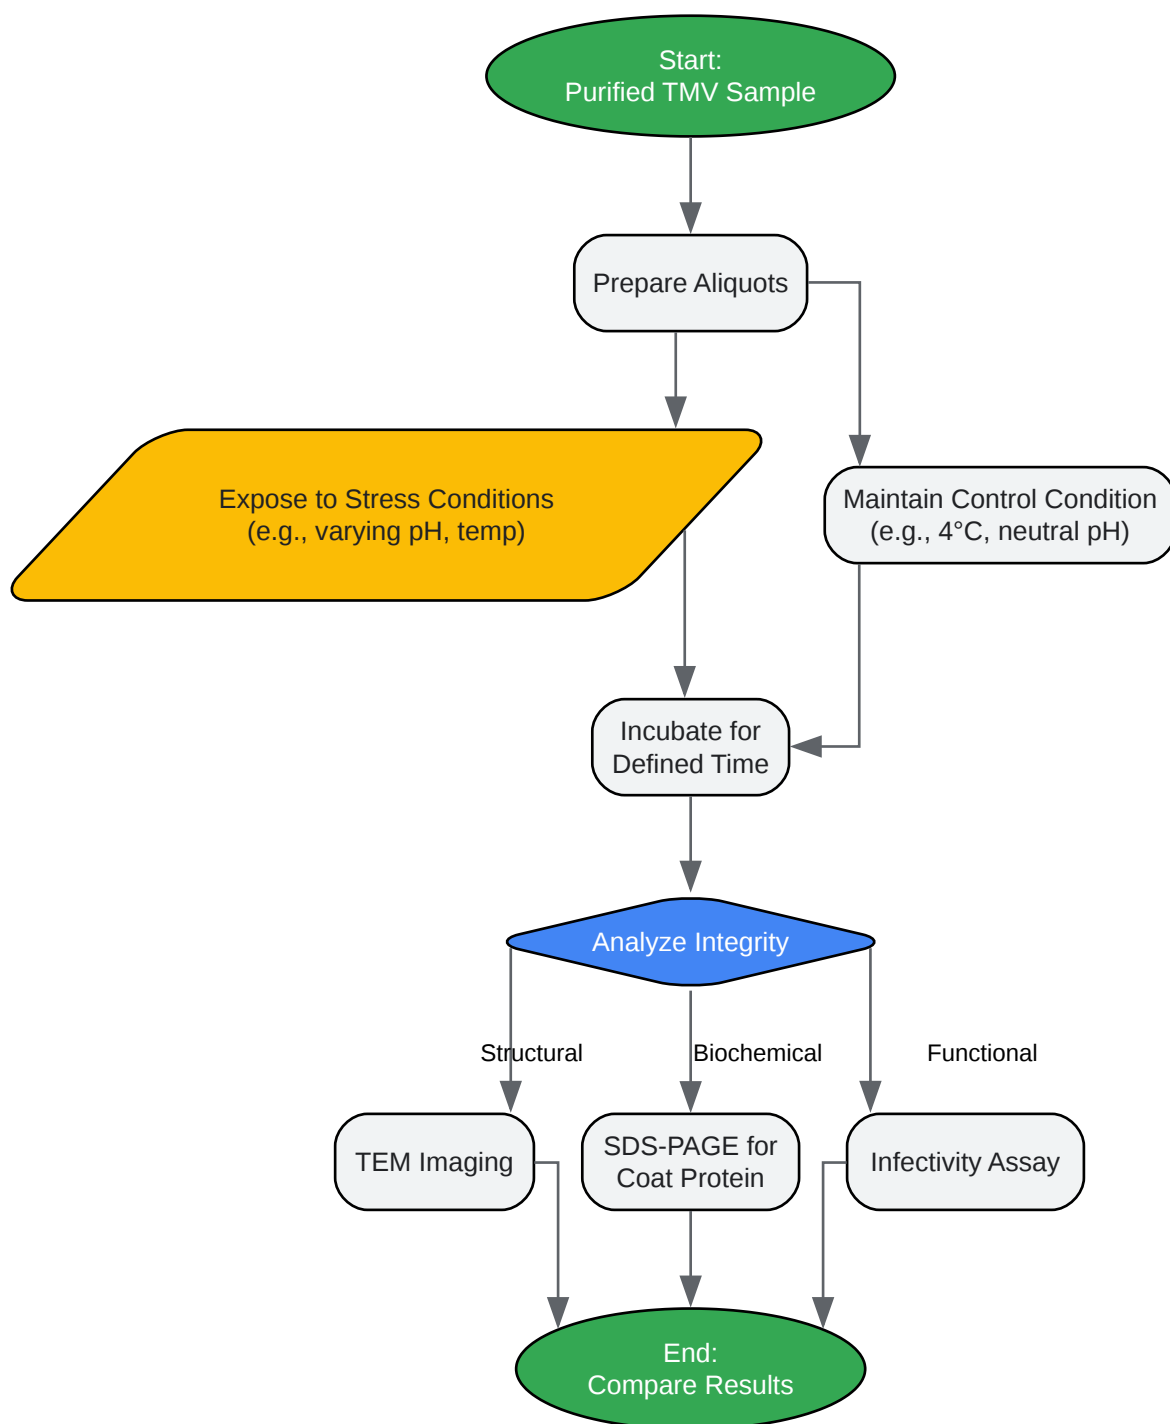 Start:
Purified TMV Sample
Prepare Aliquots
Expose to Stress Conditions
(e.g., varying pH, temp)
Maintain Control Condition
(e.g., 4°C, neutral pH)
Incubate for
Defined Time
Analyze Integrity
Structural
Biochemical
Functional
TEM Imaging
SDS-PAGE for
Coat Protein
Infectivity Assay
End:
Compare Results